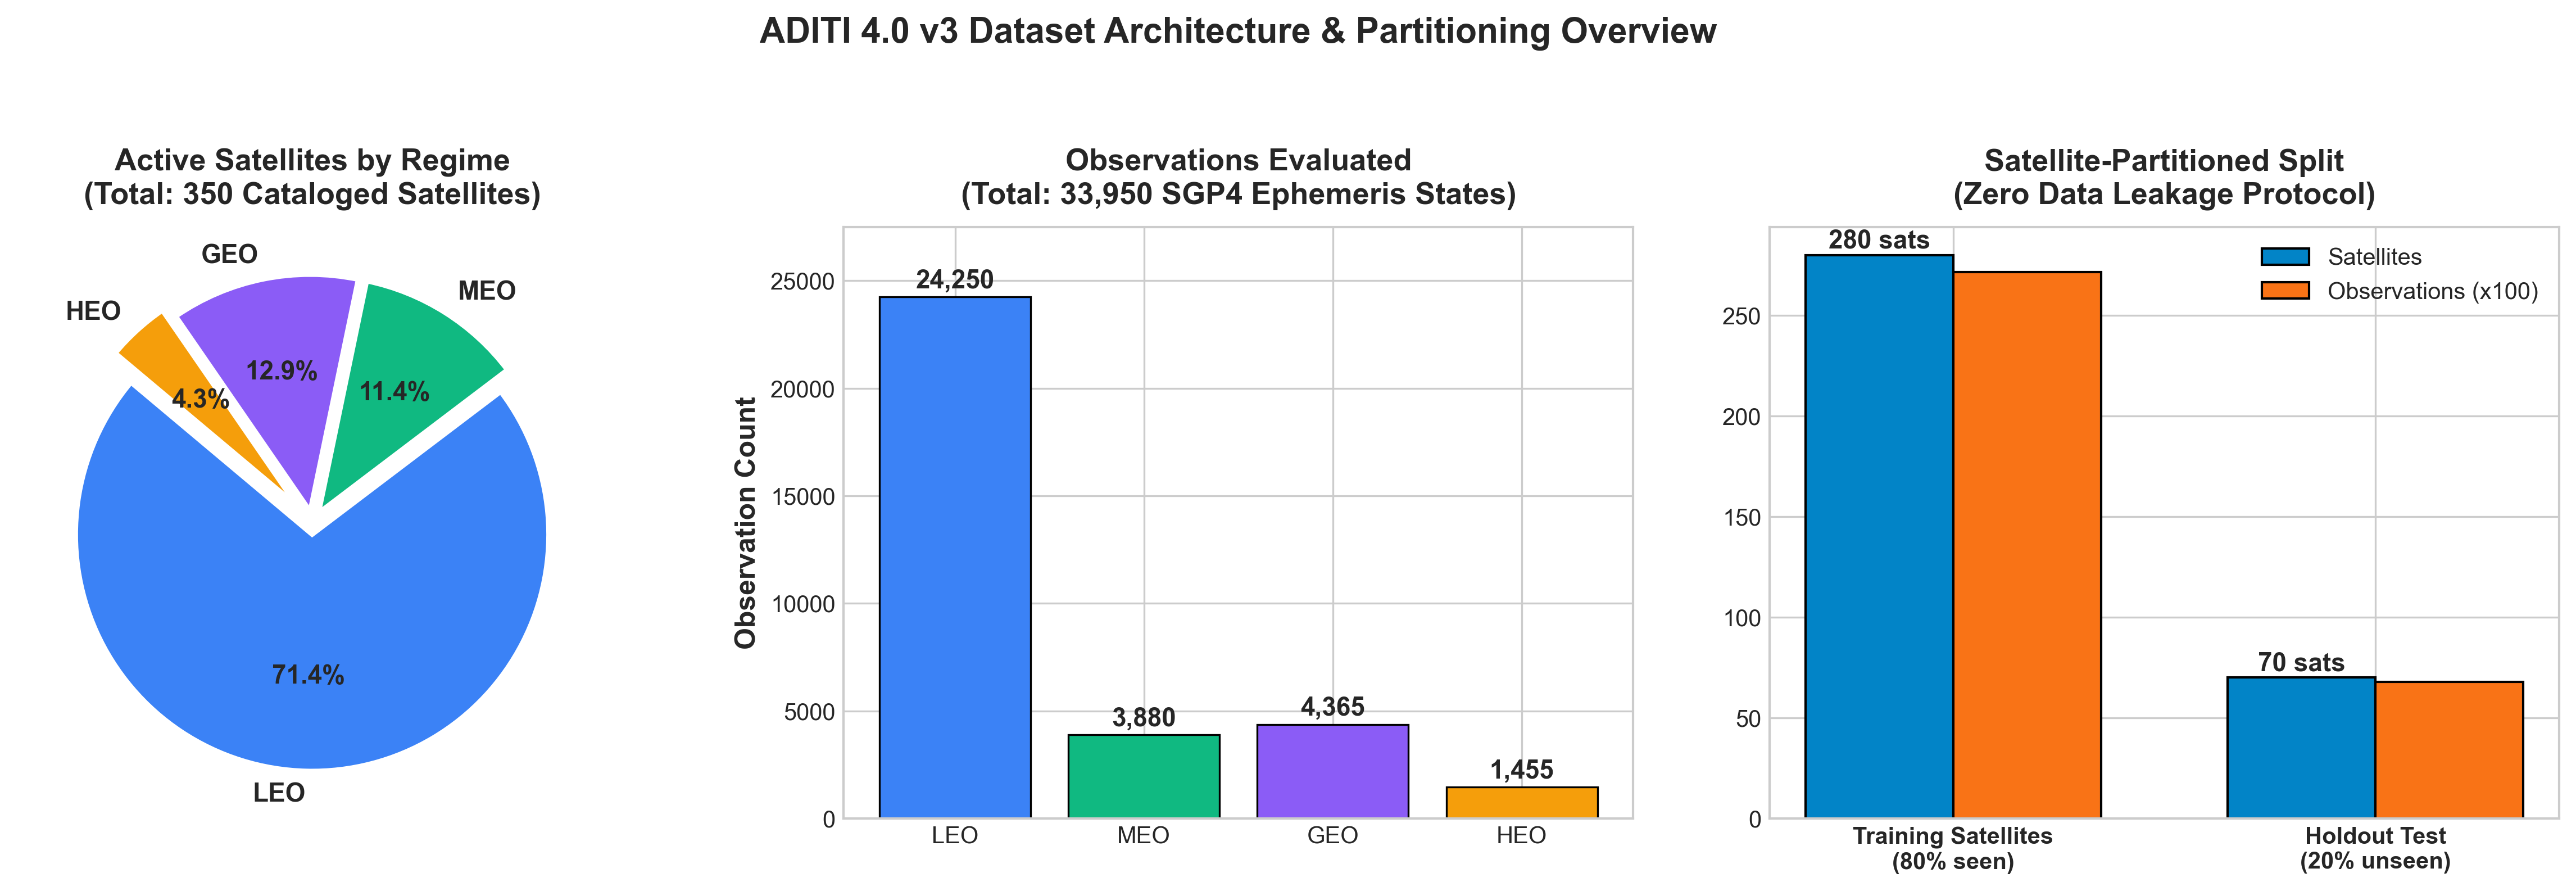 ADITI 4.0 v3 Dataset Architecture & Partitioning Overview
Active Satellites by Regime
(Total: 350 Cataloged Satellites)
GEO
MEO
HEO
12.9%
11.4%
4.3%
71.4%
LEO
Observations Evaluated
(Total: 33,950 SGP4 Ephemeris States)
Observation Count
25000
20000
15000
10000
5000
0
24,250
3,880
4,365
1,455
LEO
MEO
GEO
HEO
Satellite-Partitioned Split
(Zero Data Leakage Protocol)
280 sats
Satellites
Observations (x100)
250
200
150
100
50
0
70 sats
Training Satellites
(80% seen)
Holdout Test
(20% unseen)